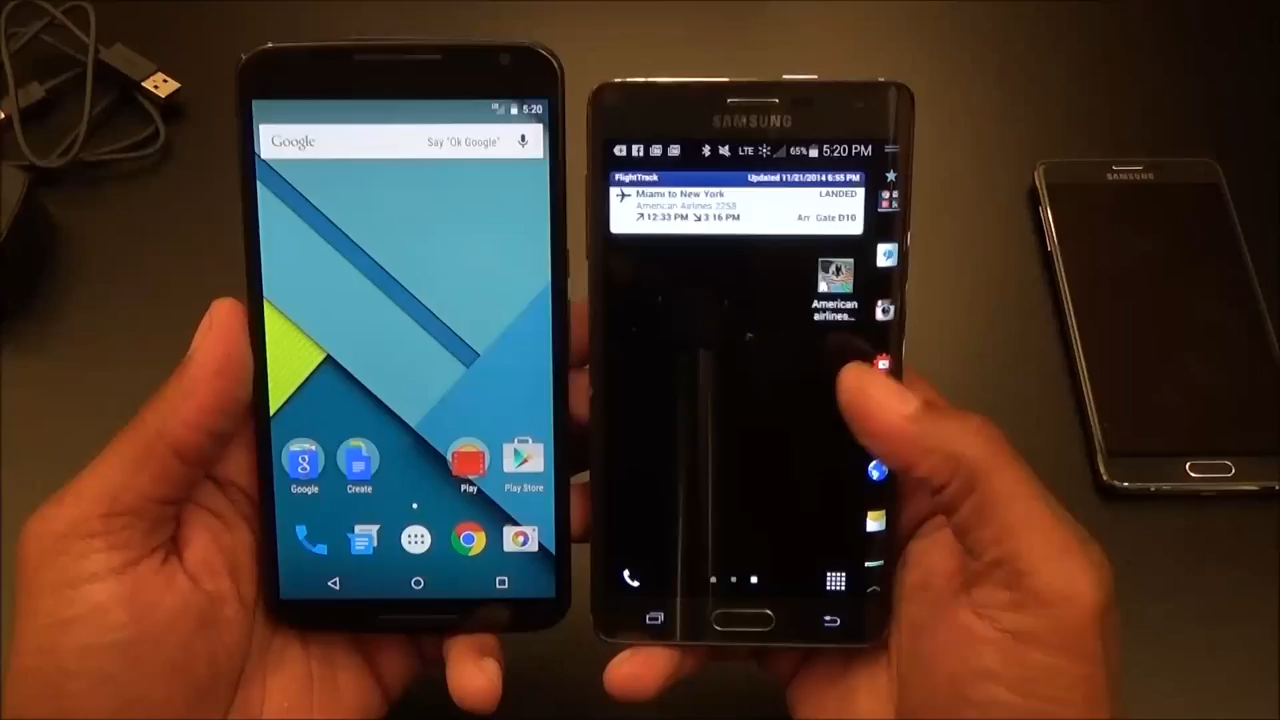 5:20
Google Say "Ok Google"
Google Create Play Play Store
SAMSUNG
LTE 65% 5:20 PM
FlightTrack Updated 11/21/2014 6:55 PM
Miami to New York LANDED
American Airlines 2258
12:33 PM 3:16 PM Arr Gate D10
American
airlines...
SAMSUNG